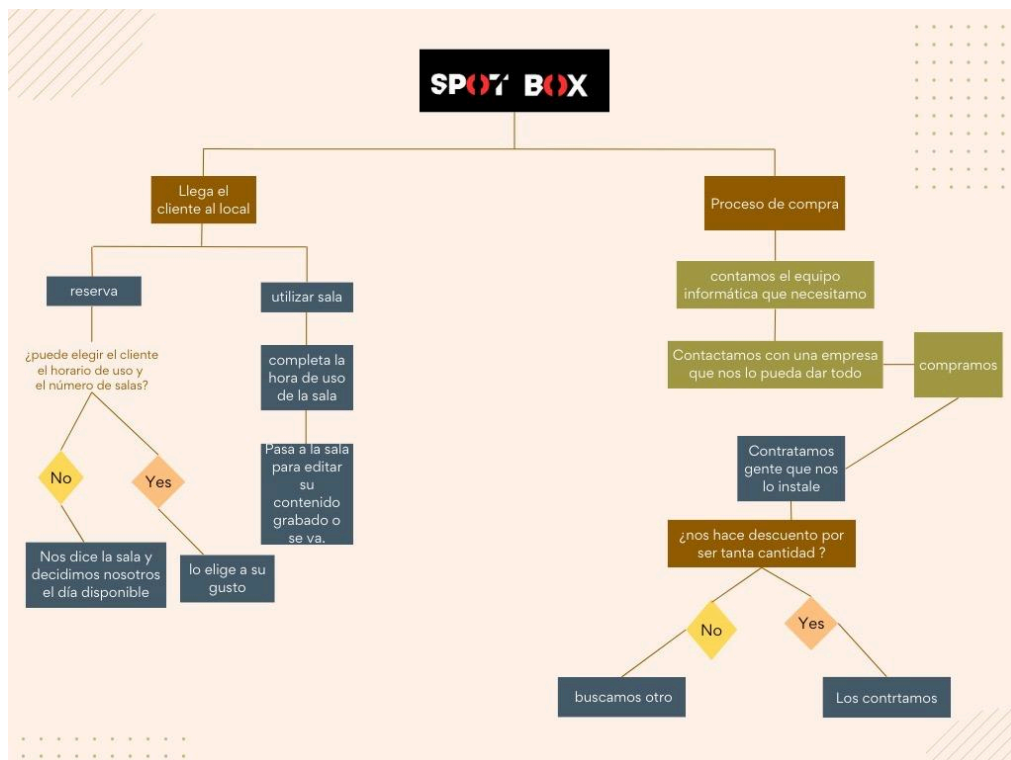 SPOT BOX
Llega el
cliente al local
reserva
¿puede elegir el cliente
el horario de uso y
el número de salas?
No
Yes
Nos dice la sala y
decidimos nosotros
el día disponible
lo elige a su
gusto
utilizar sala
completa la
hora de uso
de la sala
Pasa a la sala
para editar
su
contenido
grabado o
se va.
Proceso de compra
contamos el equipo
informática que necesitamo
Contactamos con una empresa
que nos lo pueda dar todo
compramos
Contratamos
gente que nos
lo instale
¿nos hace descuento por
ser tanta cantidad ?
No
Yes
buscamos otro
Los contrtamos